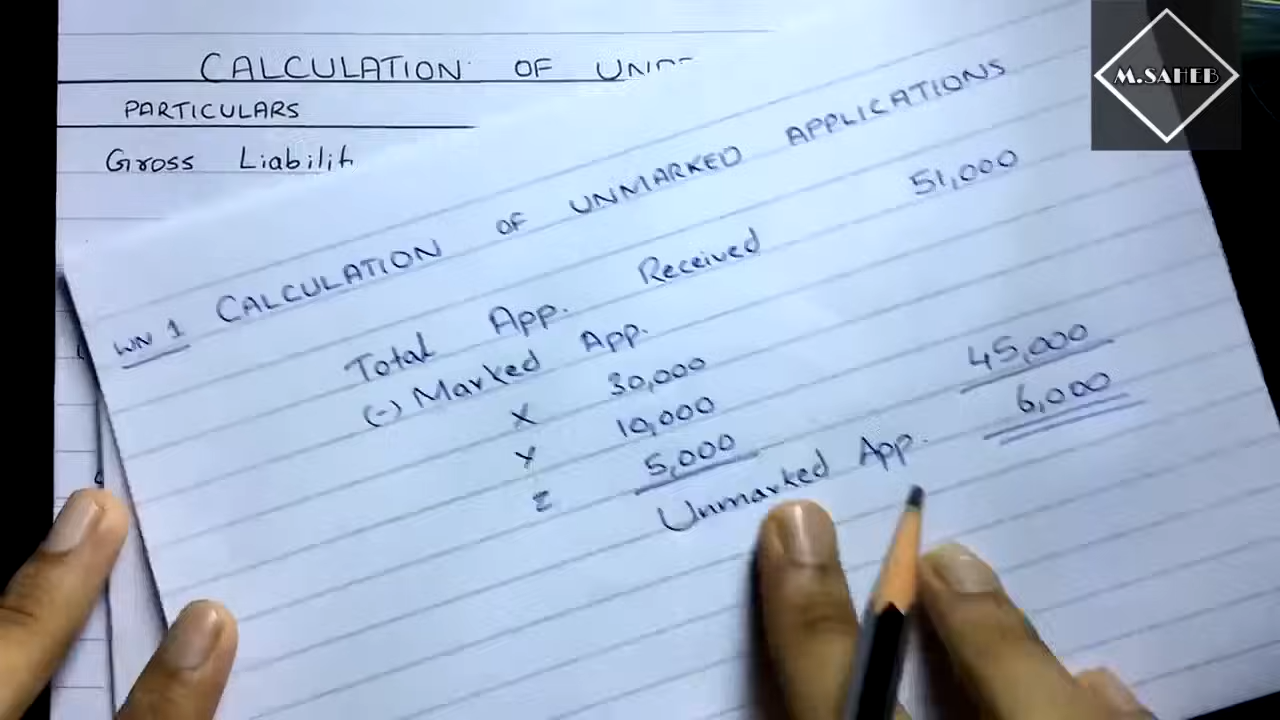 CALCULATION OF
PARTICULARS
Gross
M.SAHEB
WN 1 CALCULATION OF UNMARKED APPLICATIONS
Total App. Received 51,000
(-) Marked App.
X 30,000
Y 10,000 45,000
Z 5,000 6,000
Unmarked App.